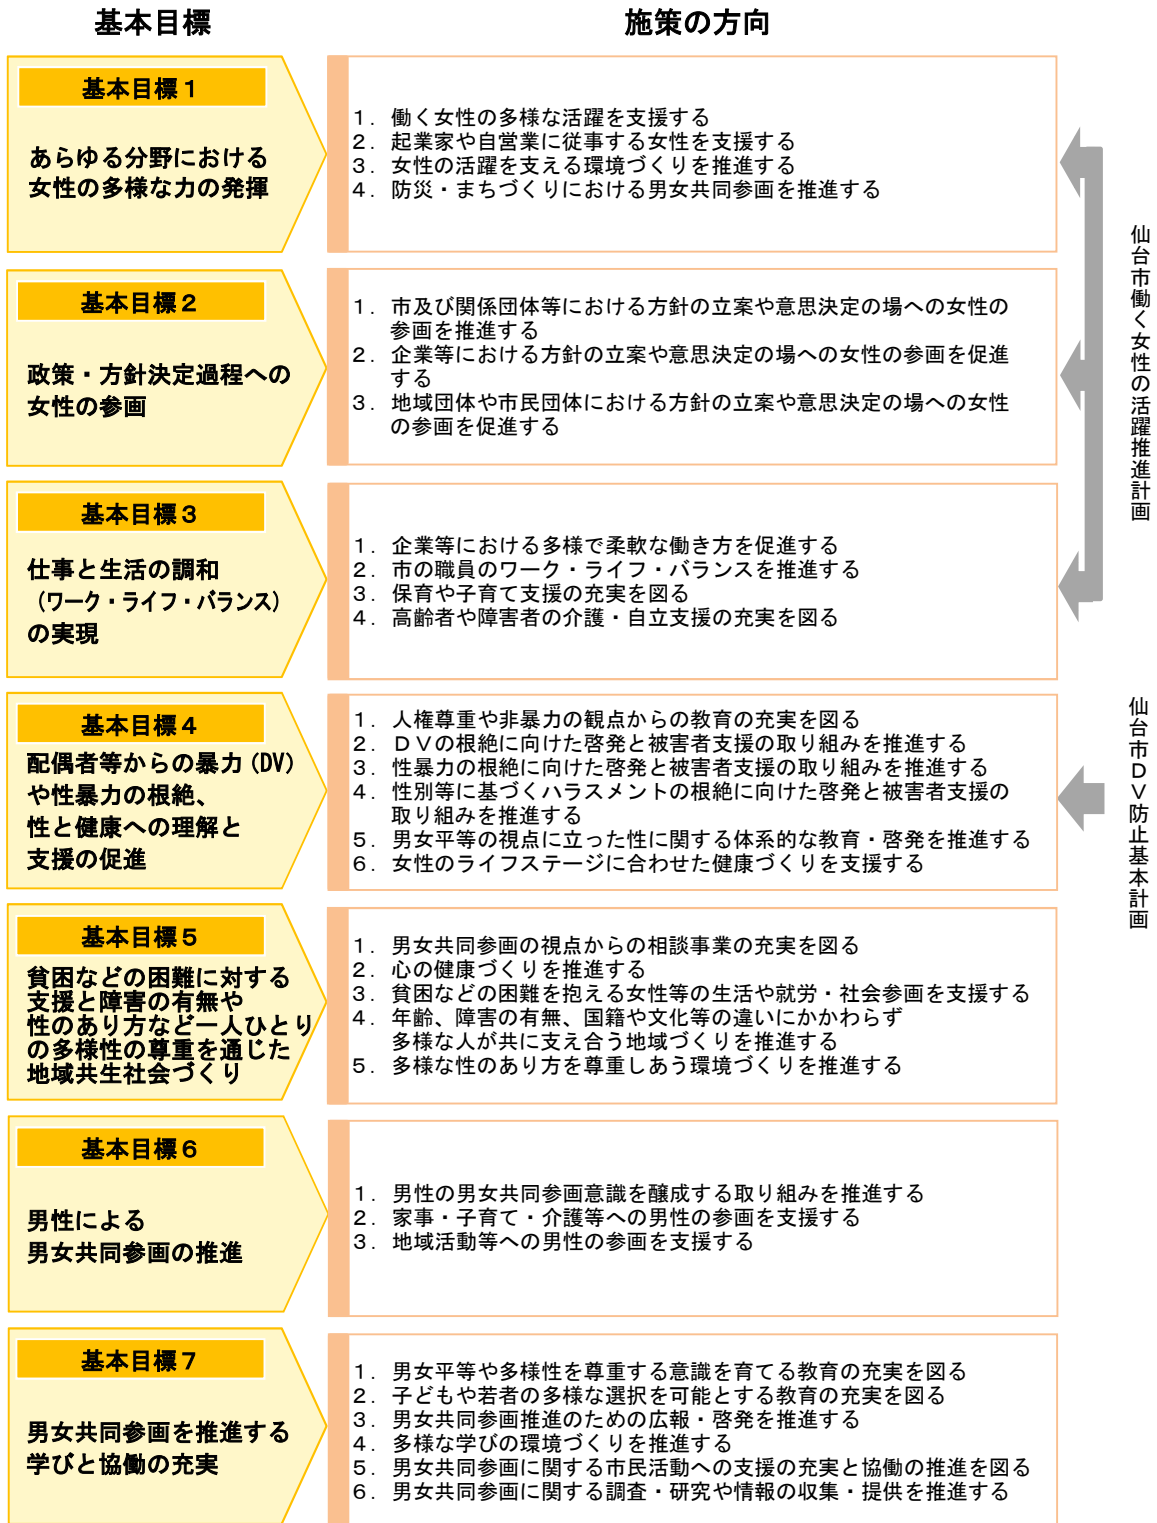 基本目標
施策の方向
基本目標１
あらゆる分野における
女性の多様な力の発揮
１．働く女性の多様な活躍を支援する
２．起業家や自営業に従事する女性を支援する
３．女性の活躍を支える環境づくりを推進する
４．防災・まちづくりにおける男女共同参画を推進する
基本目標２
政策・方針決定過程への
女性の参画
１．市及び関係団体等における方針の立案や意思決定の場への女性の
参画を推進する
２．企業等における方針の立案や意思決定の場への女性の参画を促進
する
３．地域団体や市民団体における方針の立案や意思決定の場への女性
の参画を促進する
基本目標３
仕事と生活の調和
（ワーク・ライフ・バランス）
の実現
１．企業等における多様で柔軟な働き方を促進する
２．市の職員のワーク・ライフ・バランスを推進する
３．保育や子育て支援の充実を図る
４．高齢者や障害者の介護・自立支援の充実を図る
仙台市働く女性の活躍推進計画
基本目標４
配偶者等からの暴力(DV)
や性暴力の根絶、
性と健康への理解と
支援の促進
１．人権尊重や非暴力の観点からの教育の充実を図る
２．ＤＶの根絶に向けた啓発と被害者支援の取り組みを推進する
３．性暴力の根絶に向けた啓発と被害者支援の取り組みを推進する
４．性別等に基づくハラスメントの根絶に向けた啓発と被害者支援の
取り組みを推進する
５．男女平等の視点に立った性に関する体系的な教育・啓発を推進する
６．女性のライフステージに合わせた健康づくりを支援する
仙台市ＤＶ防止基本計画
基本目標５
貧困などの困難に対する
支援と障害の有無や
性のあり方など一人ひとり
の多様性の尊重を通じた
地域共生社会づくり
１．男女共同参画の視点からの相談事業の充実を図る
２．心の健康づくりを推進する
３．貧困などの困難を抱える女性等の生活や就労・社会参画を支援する
４．年齢、障害の有無、国籍や文化等の違いにかかわらず
多様な人が共に支え合う地域づくりを推進する
５．多様な性のあり方を尊重しあう環境づくりを推進する
基本目標６
男性による
男女共同参画の推進
１．男性の男女共同参画意識を醸成する取り組みを推進する
２．家事・子育て・介護等への男性の参画を支援する
３．地域活動等への男性の参画を支援する
基本目標７
男女共同参画を推進する
学びと協働の充実
１．男女平等や多様性を尊重する意識を育てる教育の充実を図る
２．子どもや若者の多様な選択を可能とする教育の充実を図る
３．男女共同参画推進のための広報・啓発を推進する
４．多様な学びの環境づくりを推進する
５．男女共同参画に関する市民活動への支援の充実と協働の推進を図る
６．男女共同参画に関する調査・研究や情報の収集・提供を推進する